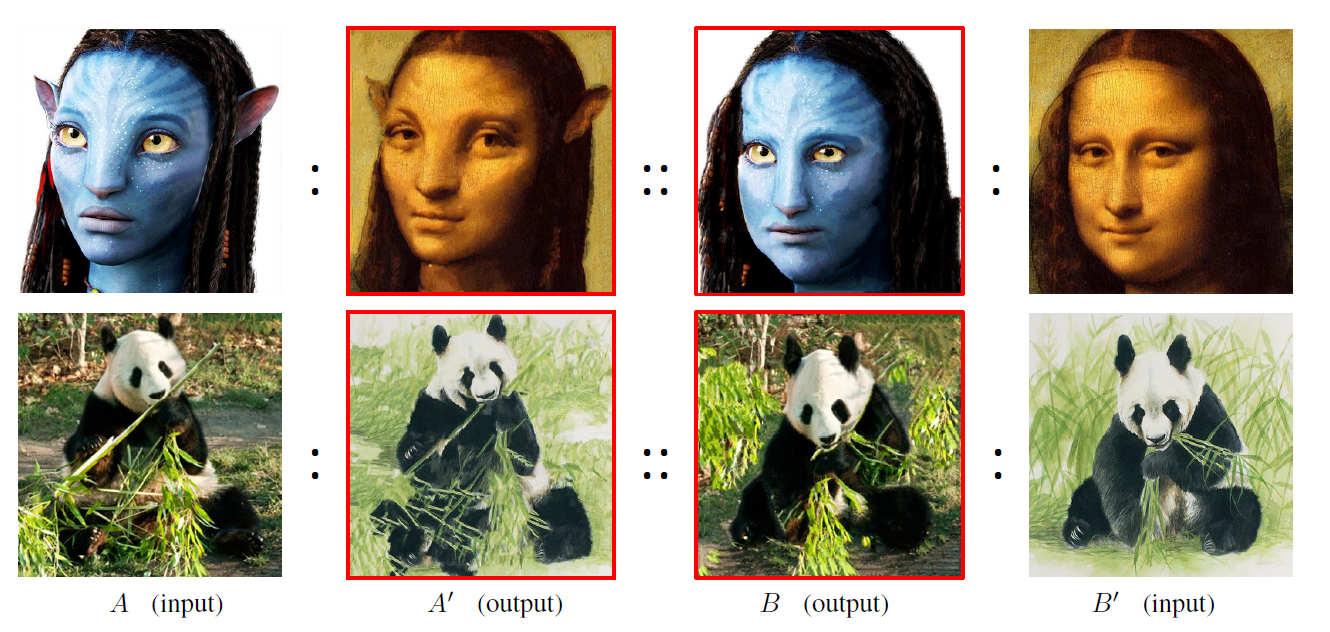 : :: :
: :: :
A (input) A′ (output) B (output) B′ (input)